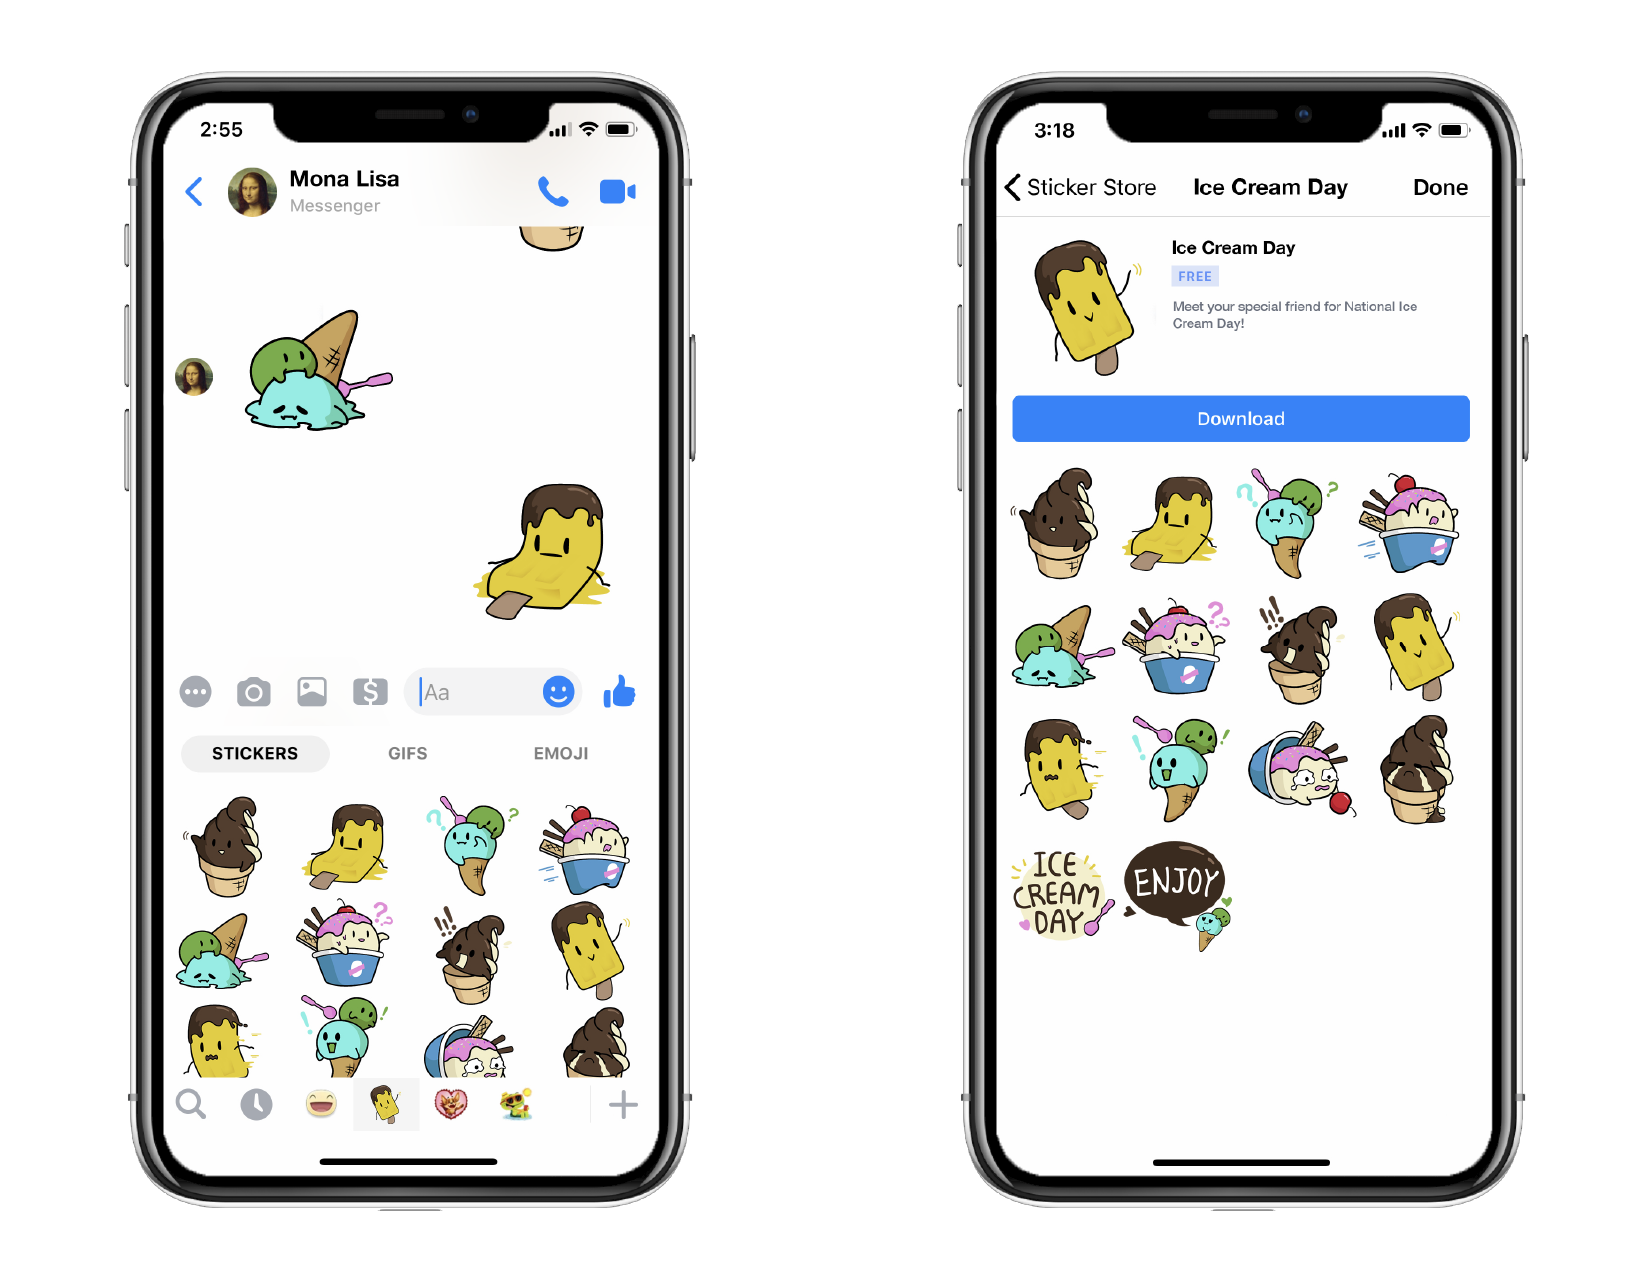 2:55
Mona Lisa
Messenger
Aa
STICKERS
GIFS
EMOJI
3:18
Sticker Store
Ice Cream Day
Done
Ice Cream Day
FREE
Meet your special friend for National Ice
Cream Day!
Download
ICE
CREAM
DAY
ENJOY